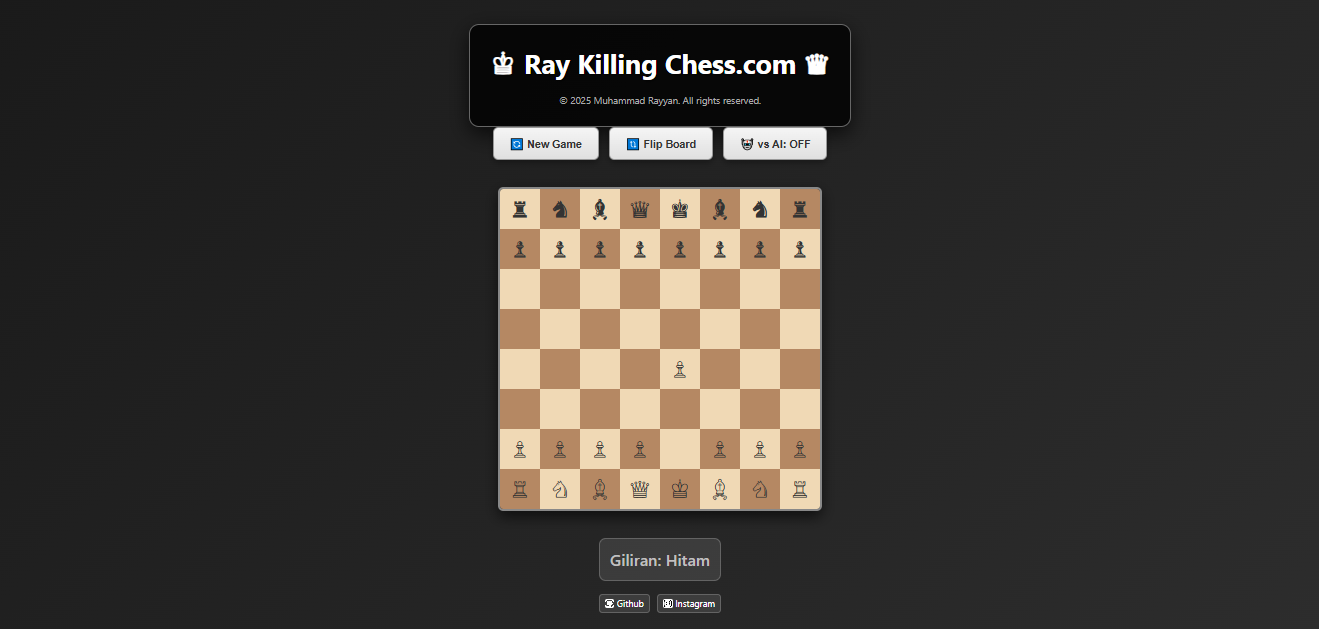 Ray Killing Chess.com
© 2025 Muhammad Rayyan. All rights reserved.
New Game
Flip Board
vs AI: OFF
Giliran: Hitam
Github
Instagram